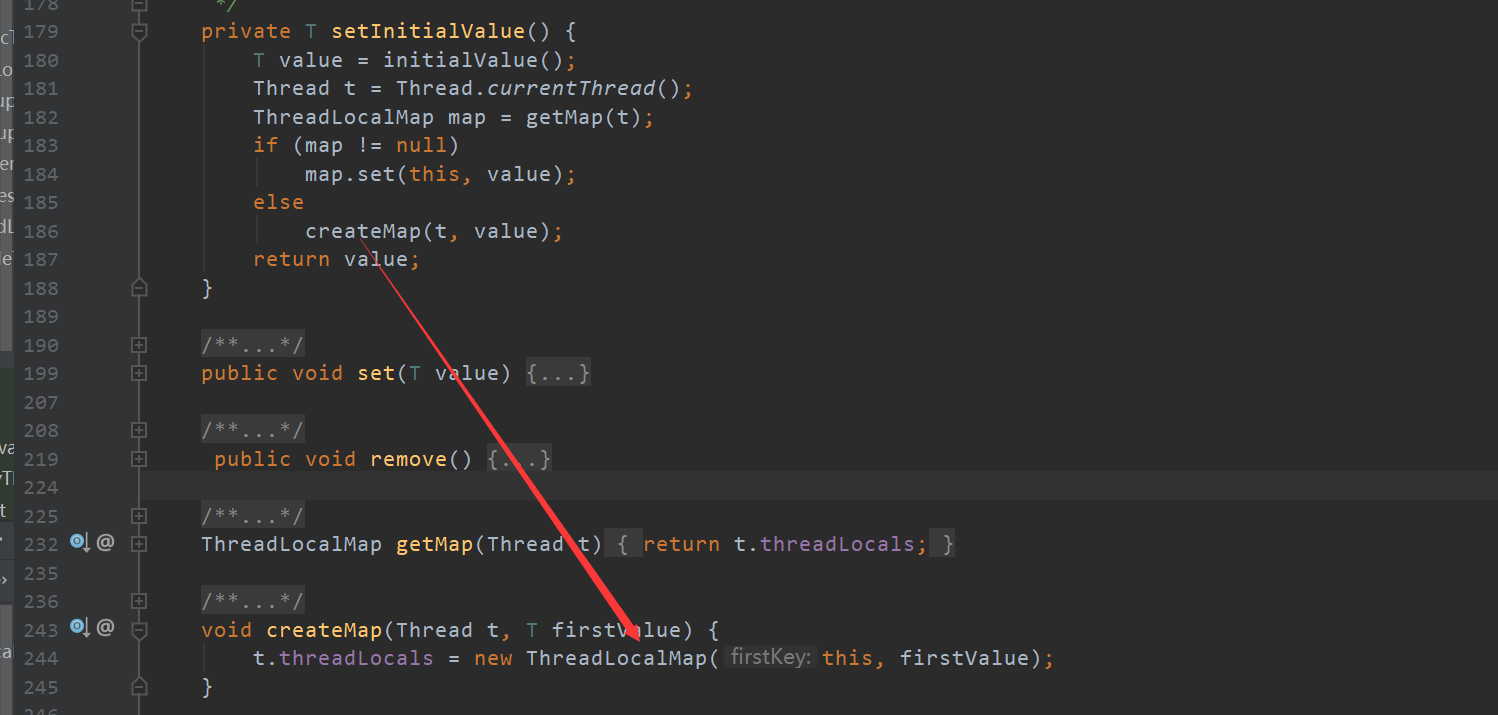 178 */
179 private T setInitialValue() {
180 T value = initialValue();
181 Thread t = Thread.currentThread();
182 ThreadLocalMap map = getMap(t);
183 if (map != null)
184 map.set(this, value);
185 else
186 createMap(t, value);
187 return value;
188 }
189
190 /**...*/
199 public void set(T value) {...}
207
208 /**...*/
219 public void remove() {...}
224
225 /**...*/
232 @ ThreadLocalMap getMap(Thread t) { return t.threadLocals; }
235
236 /**...*/
243 @ void createMap(Thread t, T firstValue) {
244 t.threadLocals = new ThreadLocalMap( firstKey: this, firstValue);
245 }
246